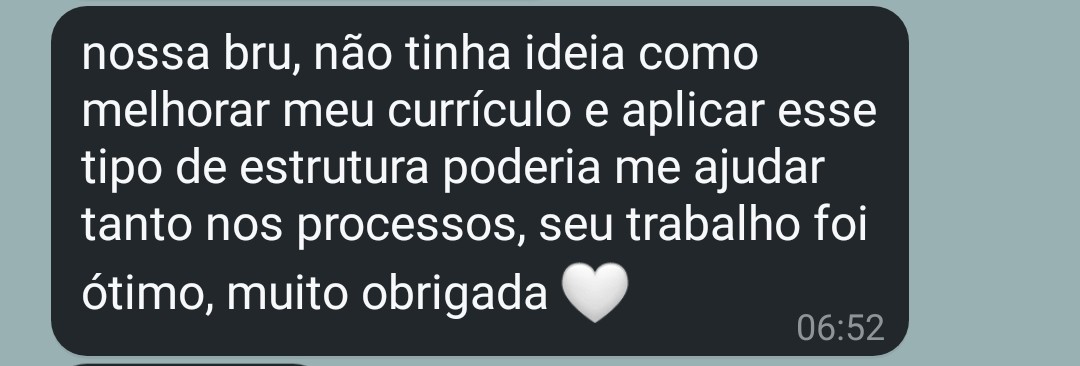 nossa bru, não tinha ideia como
melhorar meu currículo e aplicar esse
tipo de estrutura poderia me ajudar
tanto nos processos, seu trabalho foi
ótimo, muito obrigada 🤍
06:52